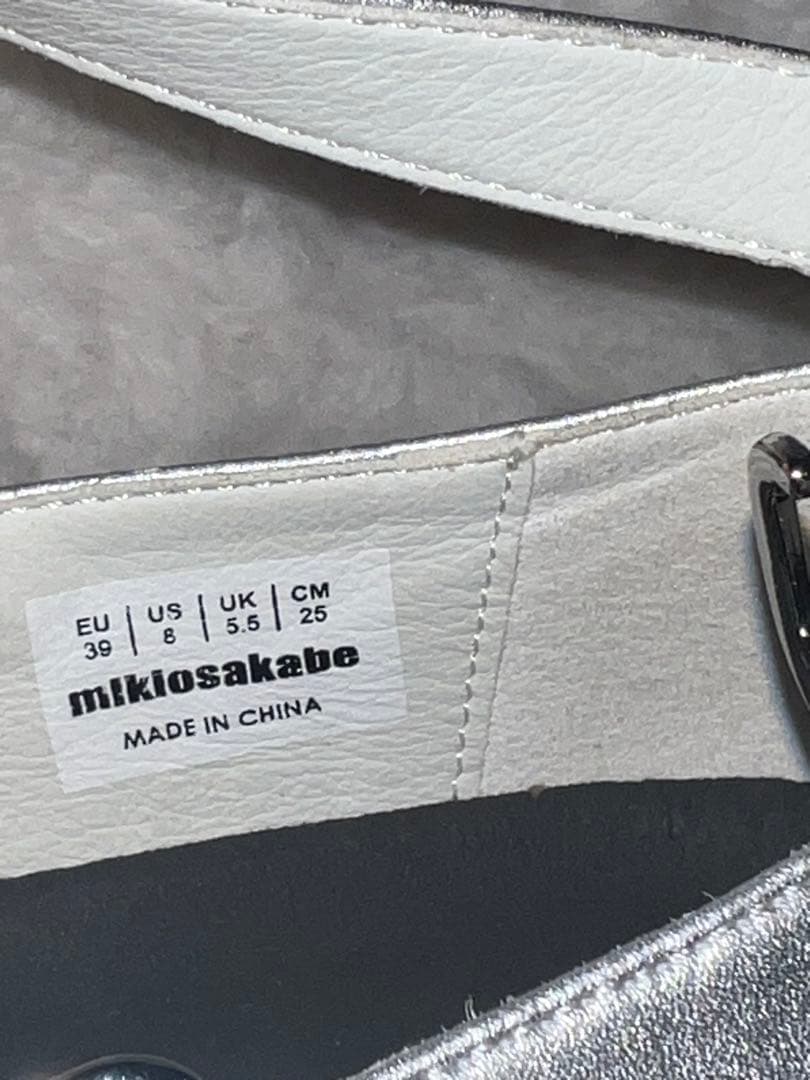 EU | US | UK | CM
39 | 8 | 5.5 | 25
mikiosakabe
MADE IN CHINA